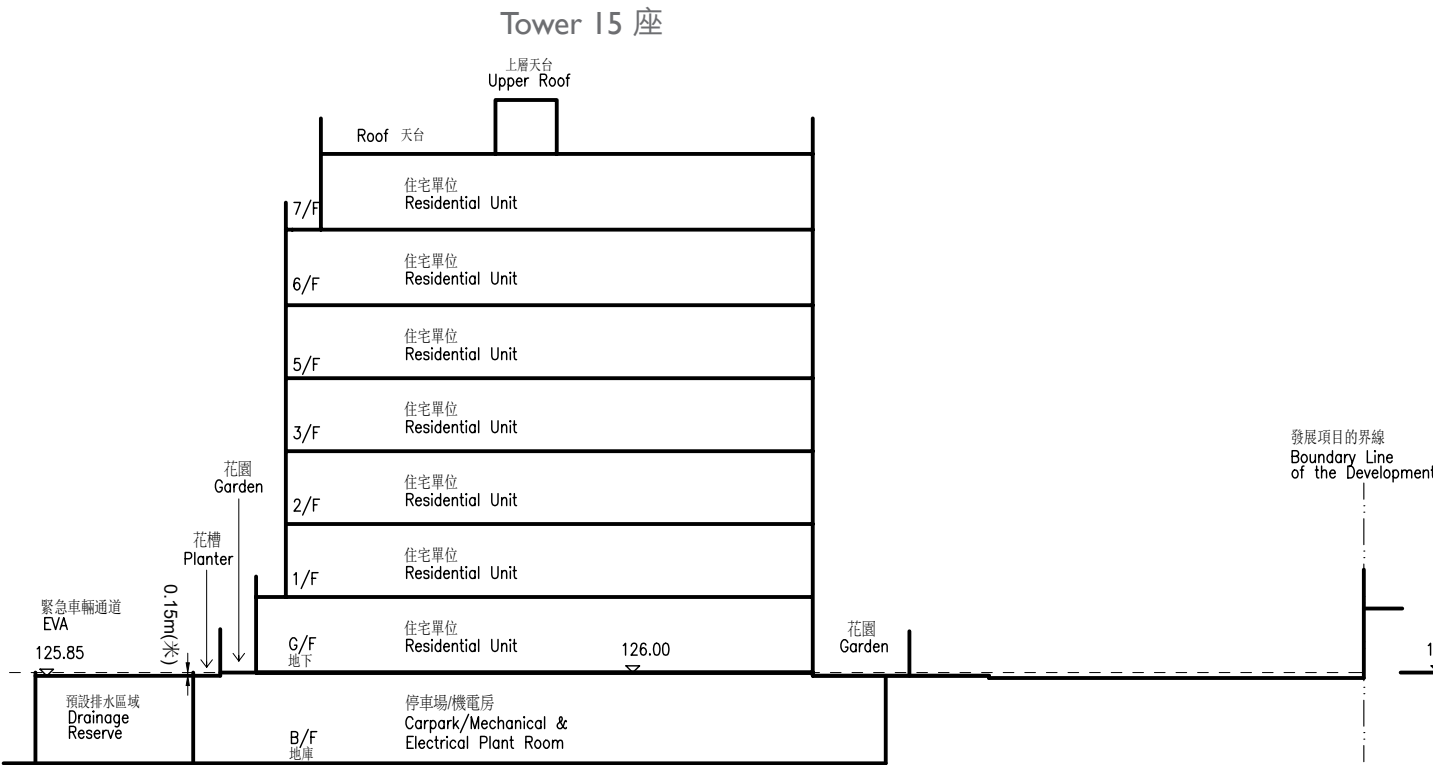 Tower 15 座
上層天台
Upper Roof
Roof 天台
住宅單位
Residential Unit
7/F
住宅單位
Residential Unit
6/F
住宅單位
Residential Unit
5/F
住宅單位
Residential Unit
3/F
住宅單位
Residential Unit
2/F
住宅單位
Residential Unit
1/F
住宅單位
Residential Unit
G/F
地下
126.00
花園
Garden
花槽
Planter
0.15m(米)
緊急車輛通道
EVA
125.85
預設排水區域
Drainage
Reserve
停車場/機電房
Carpark/Mechanical &
Electrical Plant Room
B/F
地庫
花園
Garden
發展項目的界線
Boundary Line
of the Development
1